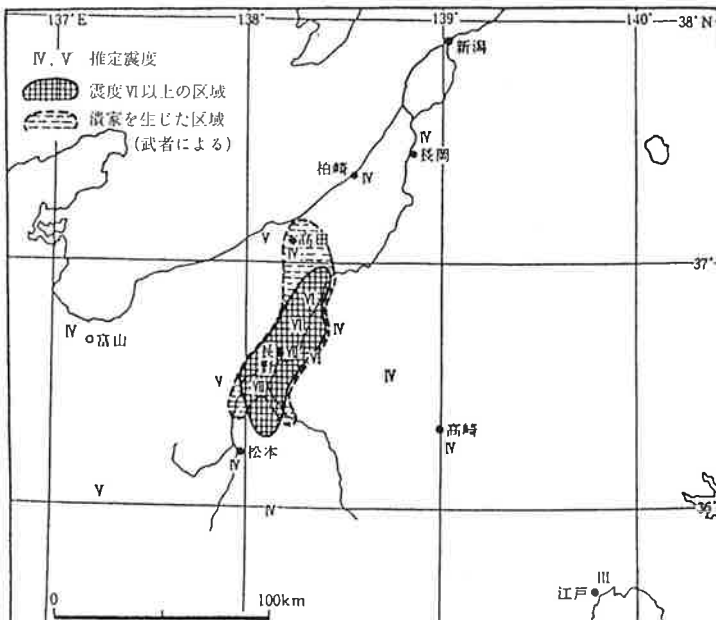 137°E
138°
139°
140°
38°N
Ⅳ, Ⅴ 推定震度
震度Ⅵ以上の区域
潰家を生じた区域
(武者による)
新潟
Ⅳ
長岡
柏崎
Ⅳ
Ⅴ
高田
Ⅳ
37°
Ⅵ
Ⅳ
富山
Ⅶ
Ⅳ
長野
Ⅶ
Ⅵ
Ⅴ
Ⅳ
高崎
Ⅳ
松本
Ⅳ
Ⅴ
Ⅳ
36°
江戸
Ⅲ
0
100km